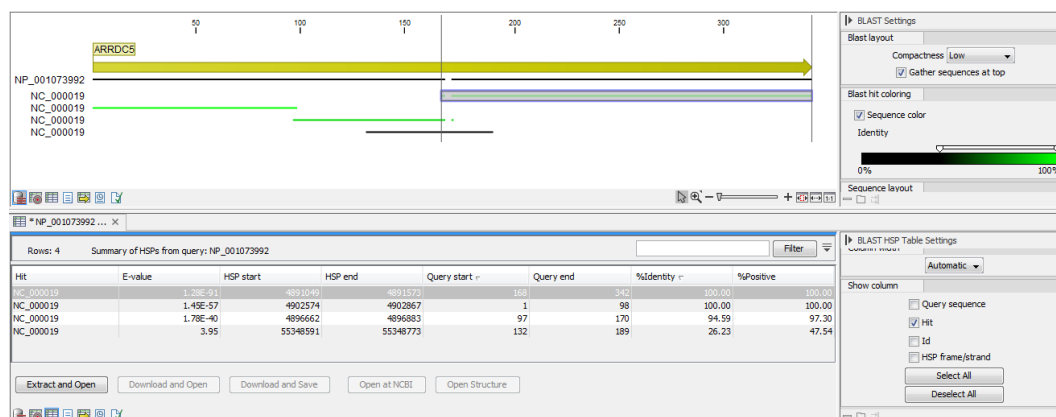 50 100 150 200 250 300
ARRDC5
NP_001073992
NC_000019
NC_000019
NC_000019
NC_000019
BLAST Settings
Blast layout
Compactness Low
Gather sequences at top
Blast hit coloring
Sequence color
Identity
0% 100%
Sequence layout
* NP_001073992 ... ×
Rows: 4 Summary of HSPs from query: NP_001073992 Filter
Hit E-value HSP start HSP end Query start Query end %Identity %Positive
NC_000019 1.28E-91 4891049 4891573 168 342 100.00 100.00
NC_000019 1.45E-57 4902574 4902867 1 98 100.00 100.00
NC_000019 1.78E-40 4896662 4896883 97 170 94.59 97.30
NC_000019 3.95 55348591 55348773 132 189 26.23 47.54
Extract and Open Download and Open Download and Save Open at NCBI Open Structure
BLAST HSP Table Settings
Column width
Automatic
Show column
Query sequence
Hit
Id
HSP frame/strand
Select All
Deselect All